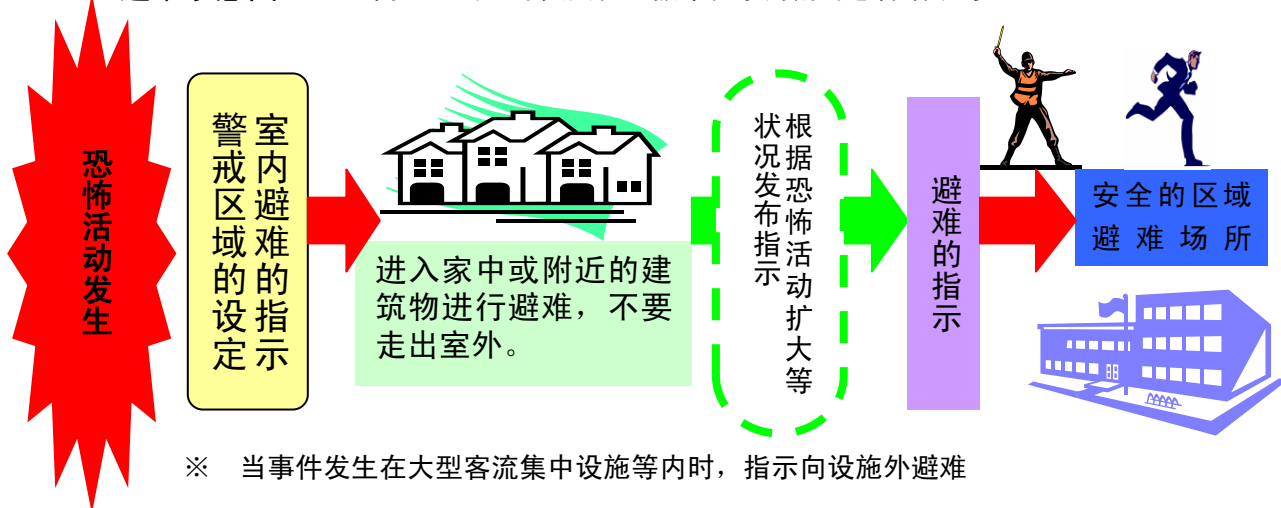 恐怖活动发生
室内避难的指示
警戒区域的设定
进入家中或附近的建
筑物进行避难，不要
走出室外。
根据恐怖活动扩大等
状况发布指示
避难的指示
安全的区域
避难场所
※ 当事件发生在大型客流集中设施等内时，指示向设施外避难